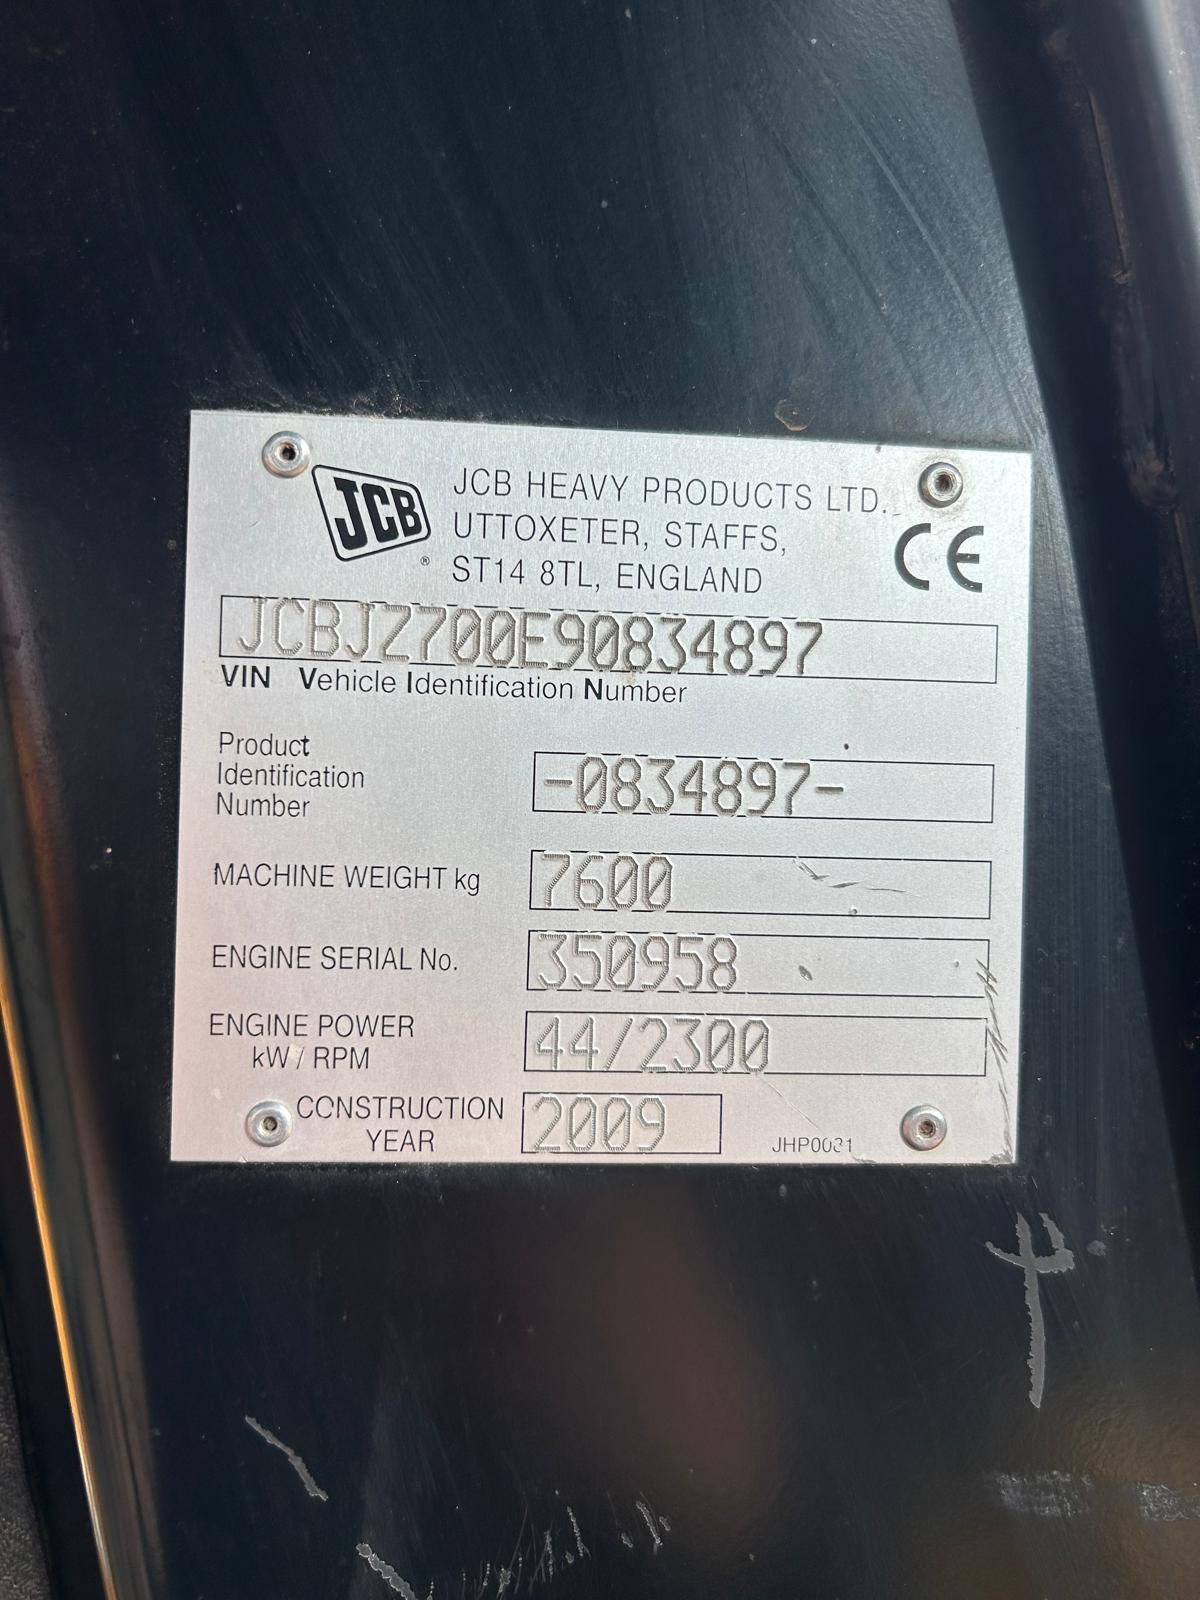 JCB
®
JCB HEAVY PRODUCTS LTD.
UTTOXETER, STAFFS,
ST14 8TL, ENGLAND
CE
JCBJZ700E90834897
VIN Vehicle Identification Number
Product
Identification
Number
-0834897-
MACHINE WEIGHT kg
7600
ENGINE SERIAL No.
350958
ENGINE POWER
kW / RPM
44/2300
CONSTRUCTION
YEAR
2009
JHP0031